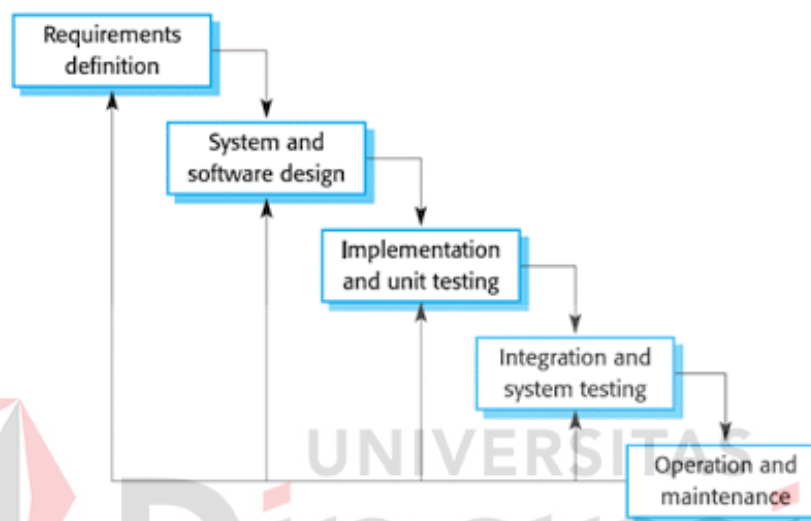 Requirements
definition
System and
software design
Implementation
and unit testing
Integration and
system testing
UNIVERSITAS
Operation and
maintenance